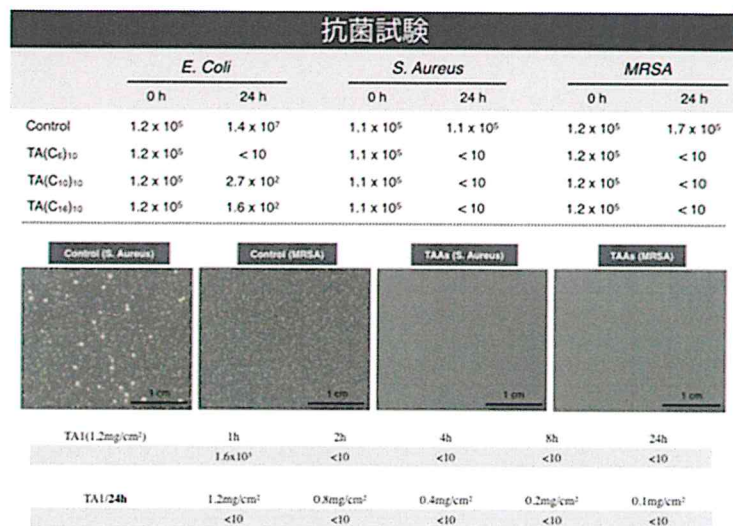 抗菌試験
E. Coli S. Aureus MRSA
0 h 24 h 0 h 24 h 0 h 24 h
Control 1.2 x 10⁵ 1.4 x 10⁷ 1.1 x 10⁵ 1.1 x 10⁵ 1.2 x 10⁵ 1.7 x 10⁵
TA(C₅)₁₀ 1.2 x 10⁵ < 10 1.1 x 10⁵ < 10 1.2 x 10⁵ < 10
TA(C₁₀)₁₀ 1.2 x 10⁵ 2.7 x 10² 1.1 x 10⁵ < 10 1.2 x 10⁵ < 10
TA(C₁₆)₁₀ 1.2 x 10⁵ 1.6 x 10² 1.1 x 10⁵ < 10 1.2 x 10⁵ < 10
Control (S. Aureus) Control (MRSA) TAAs (S. Aureus) TAAs (MRSA)
1 cm 1 cm 1 cm 1 cm
TA1(1.2mg/cm²) 1h 2h 4h 8h 24h
1.6x10³ <10 <10 <10 <10
TA1/24h 1.2mg/cm² 0.8mg/cm² 0.4mg/cm² 0.2mg/cm² 0.1mg/cm²
<10 <10 <10 <10 <10